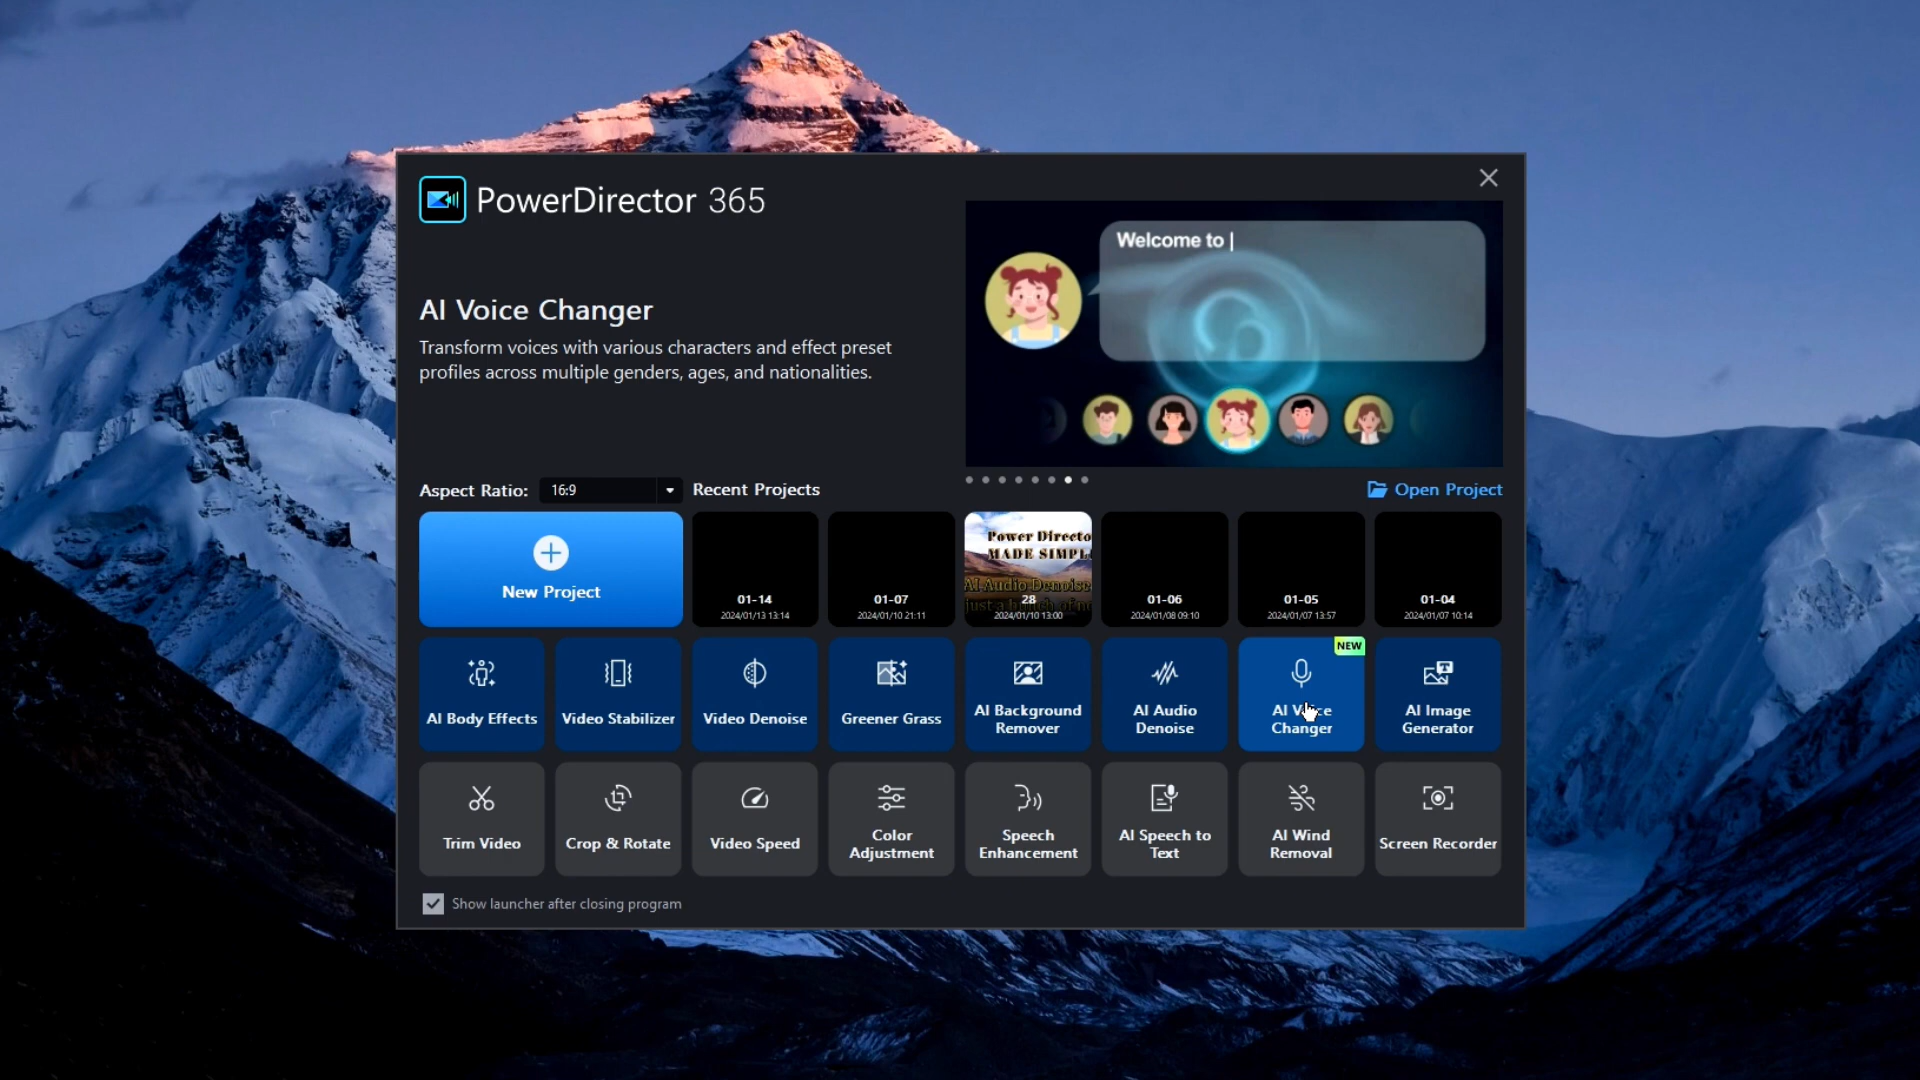 PowerDirector 365
Welcome to |
AI Voice Changer
Transform voices with various characters and effect preset
profiles across multiple genders, ages, and nationalities.
Aspect Ratio: 16:9
Recent Projects
Open Project
New Project
01-14
2024/01/13 13:14
01-07
2024/01/10 21:11
Power Directo
MADE SIMPL
AI Audio Denoise
just a bunch of no
28
2024/01/10 13:00
01-06
2024/01/08 09:10
01-05
2024/01/07 13:57
01-04
2024/01/07 10:14
AI Body Effects
Video Stabilizer
Video Denoise
Greener Grass
AI Background
Remover
AI Audio
Denoise
NEW
AI Voice
Changer
AI Image
Generator
Trim Video
Crop & Rotate
Video Speed
Color
Adjustment
Speech
Enhancement
AI Speech to
Text
AI Wind
Removal
Screen Recorder
Show launcher after closing program